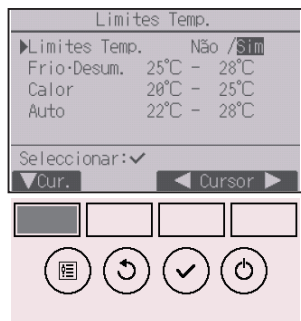 Limites Temp.
▶Limites Temp. Não /Sim
Frio·Desum. 25°C - 28°C
Calor 20°C - 25°C
Auto 22°C - 28°C
Seleccionar:✓
▼Cur. ◀ Cursor ▶